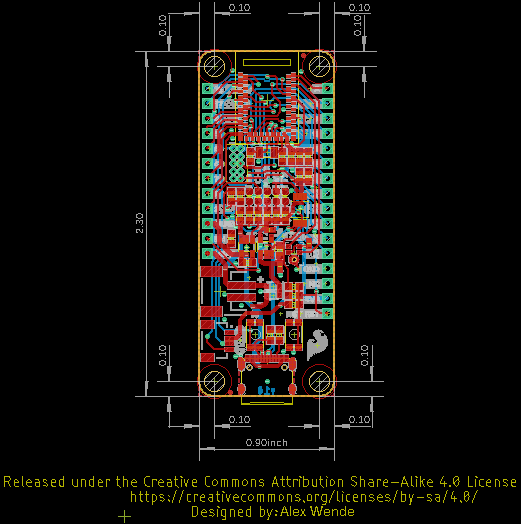 0.10 0.10
0.10 0.10
2.30
0.10 0.10
v10
0.10 0.10
0.90inch
Released under the Creative Commons Attribution Share-Alike 4.0 License
https://creativecommons.org/licenses/by-sa/4.0/
Designed by:Alex Wende